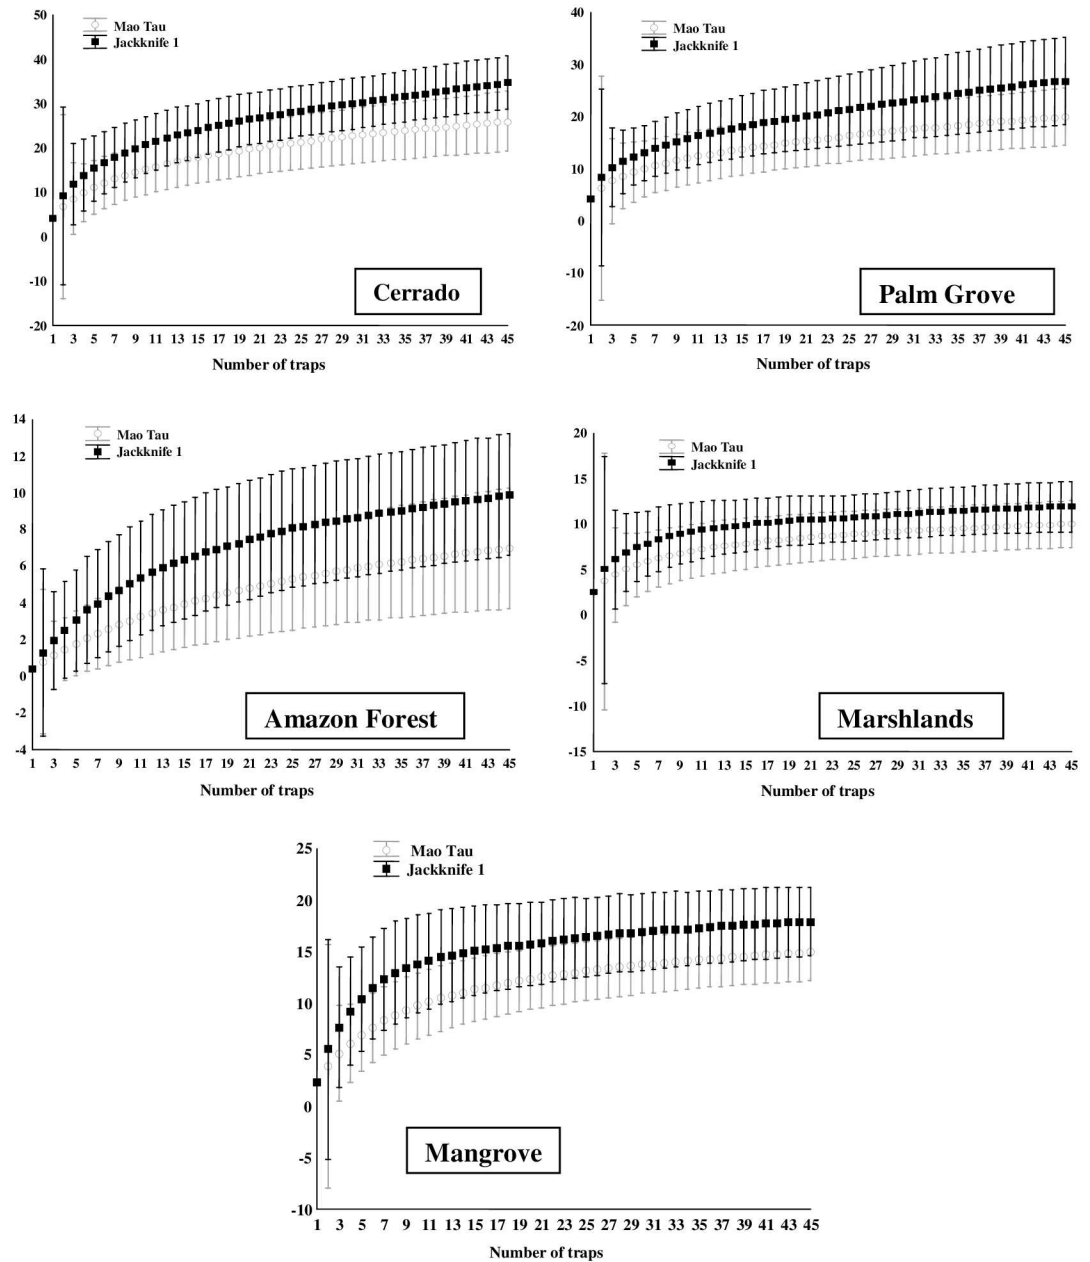 50
40
30
20
10
0
-10
-20
Mao Tau
Jackknife 1
Cerrado
1 3 5 7 9 11 13 15 17 19 21 23 25 27 29 31 33 35 37 39 41 43 45
Number of traps
40
30
20
10
0
-10
-20
Mao Tau
Jackknife 1
Palm Grove
1 3 5 7 9 11 13 15 17 19 21 23 25 27 29 31 33 35 37 39 41 43 45
Number of traps
14
12
10
8
6
4
2
0
-2
-4
Mao Tau
Jackknife 1
Amazon Forest
1 3 5 7 9 11 13 15 17 19 21 23 25 27 29 31 33 35 37 39 41 43 45
Number of traps
20
15
10
5
0
-5
-10
-15
Mao Tau
Jackknife 1
Marshlands
1 3 5 7 9 11 13 15 17 19 21 23 25 27 29 31 33 35 37 39 41 43 45
Number of traps
25
20
15
10
5
0
-5
-10
Mao Tau
Jackknife 1
Mangrove
1 3 5 7 9 11 13 15 17 19 21 23 25 27 29 31 33 35 37 39 41 43 45
Number of traps